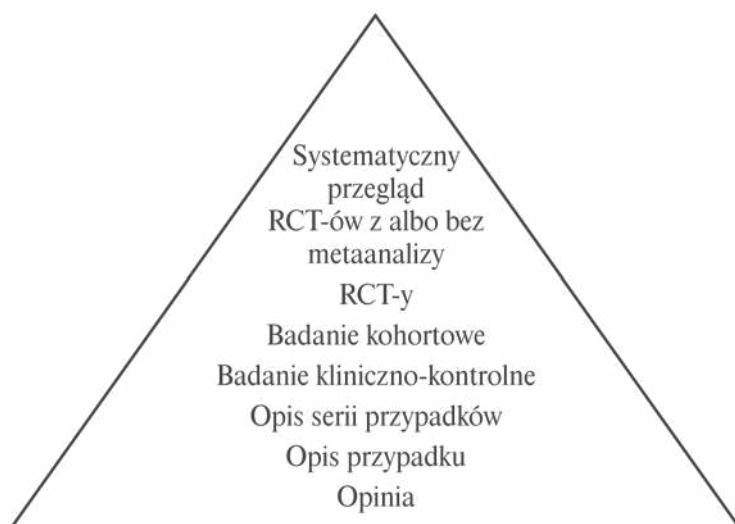 Systematyczny
przegląd
RCT-ów z albo bez
metaanalizy
RCT-y
Badanie kohortowe
Badanie kliniczno-kontrolne
Opis serii przypadków
Opis przypadku
Opinia